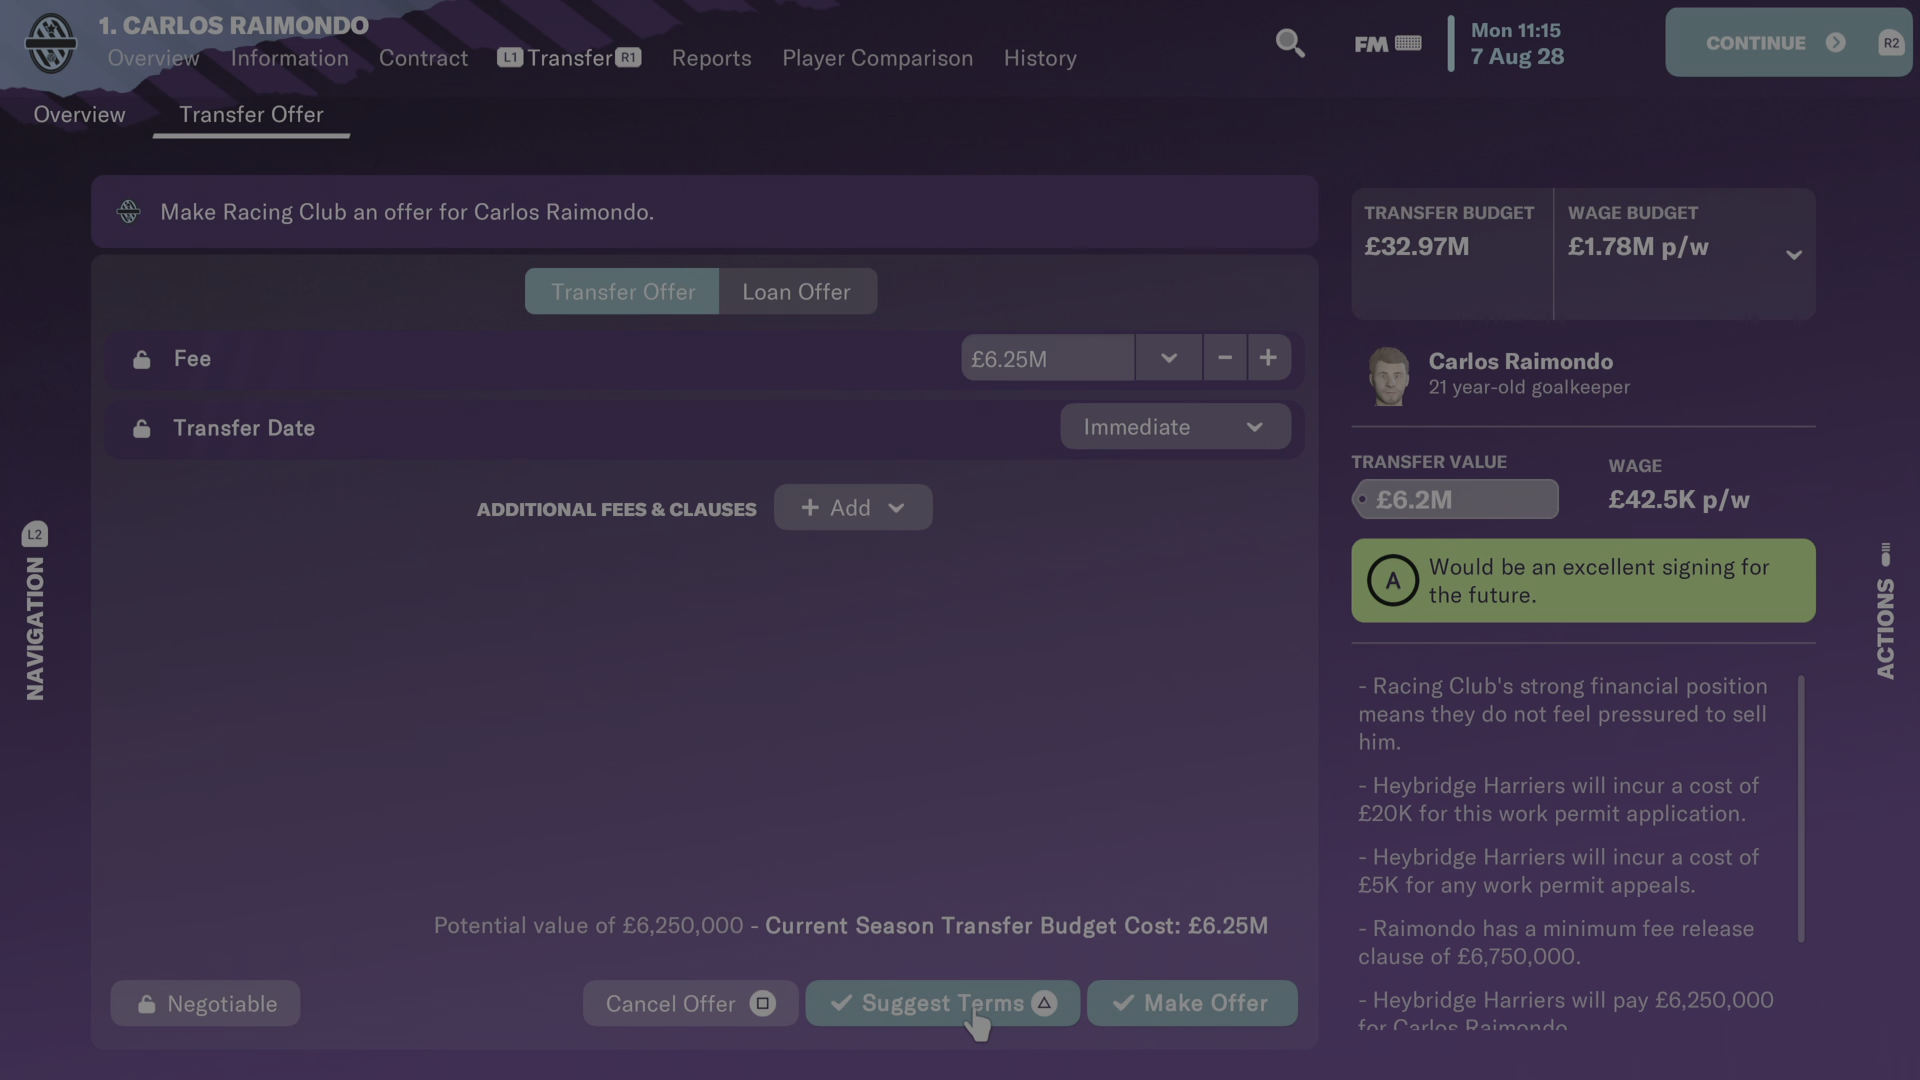 1. CARLOS RAIMONDO
Overview Information Contract L1 Transfer R1 Reports Player Comparison History
FM
Mon 11:15
7 Aug 28
CONTINUE R2
Overview Transfer Offer
Make Racing Club an offer for Carlos Raimondo.
Transfer Offer Loan Offer
Fee £6.25M
Transfer Date Immediate
ADDITIONAL FEES & CLAUSES + Add
Potential value of £6,250,000 - Current Season Transfer Budget Cost: £6.25M
Negotiable Cancel Offer Suggest Terms Make Offer
TRANSFER BUDGET WAGE BUDGET
£32.97M £1.78M p/w
Carlos Raimondo
21 year-old goalkeeper
TRANSFER VALUE WAGE
£6.2M £42.5K p/w
A
Would be an excellent signing for
the future.
- Racing Club's strong financial position
means they do not feel pressured to sell
him.
- Heybridge Harriers will incur a cost of
£20K for this work permit application.
- Heybridge Harriers will incur a cost of
£5K for any work permit appeals.
- Raimondo has a minimum fee release
clause of £6,750,000.
- Heybridge Harriers will pay £6,250,000
for Carlos Raimondo
L2 NAVIGATION
ACTIONS